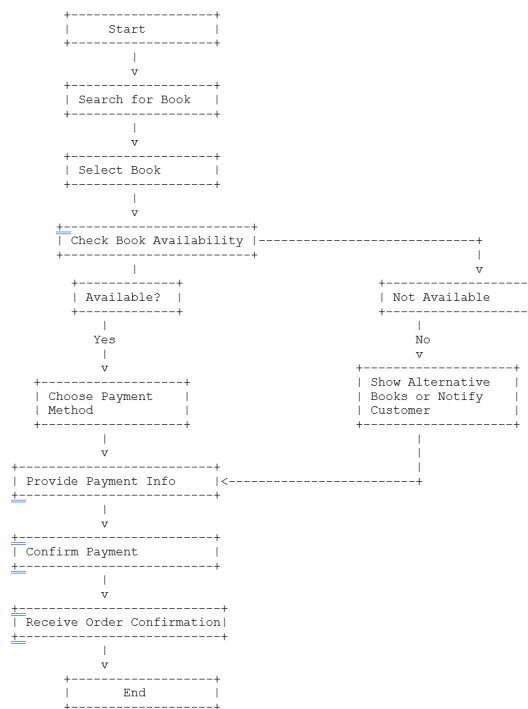 Start
Search for Book
Select Book
Check Book Availability
Available?
Not Available
Yes
No
Choose Payment
Method
Show Alternative
Books or Notify
Customer
Provide Payment Info
Confirm Payment
Receive Order Confirmation
End